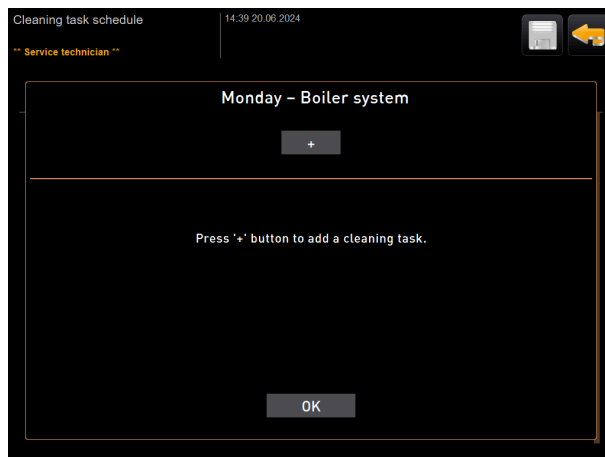 Cleaning task schedule
14:39 20.06.2024
** Service technician **
Monday – Boiler system
+
Press '+' button to add a cleaning task.
OK